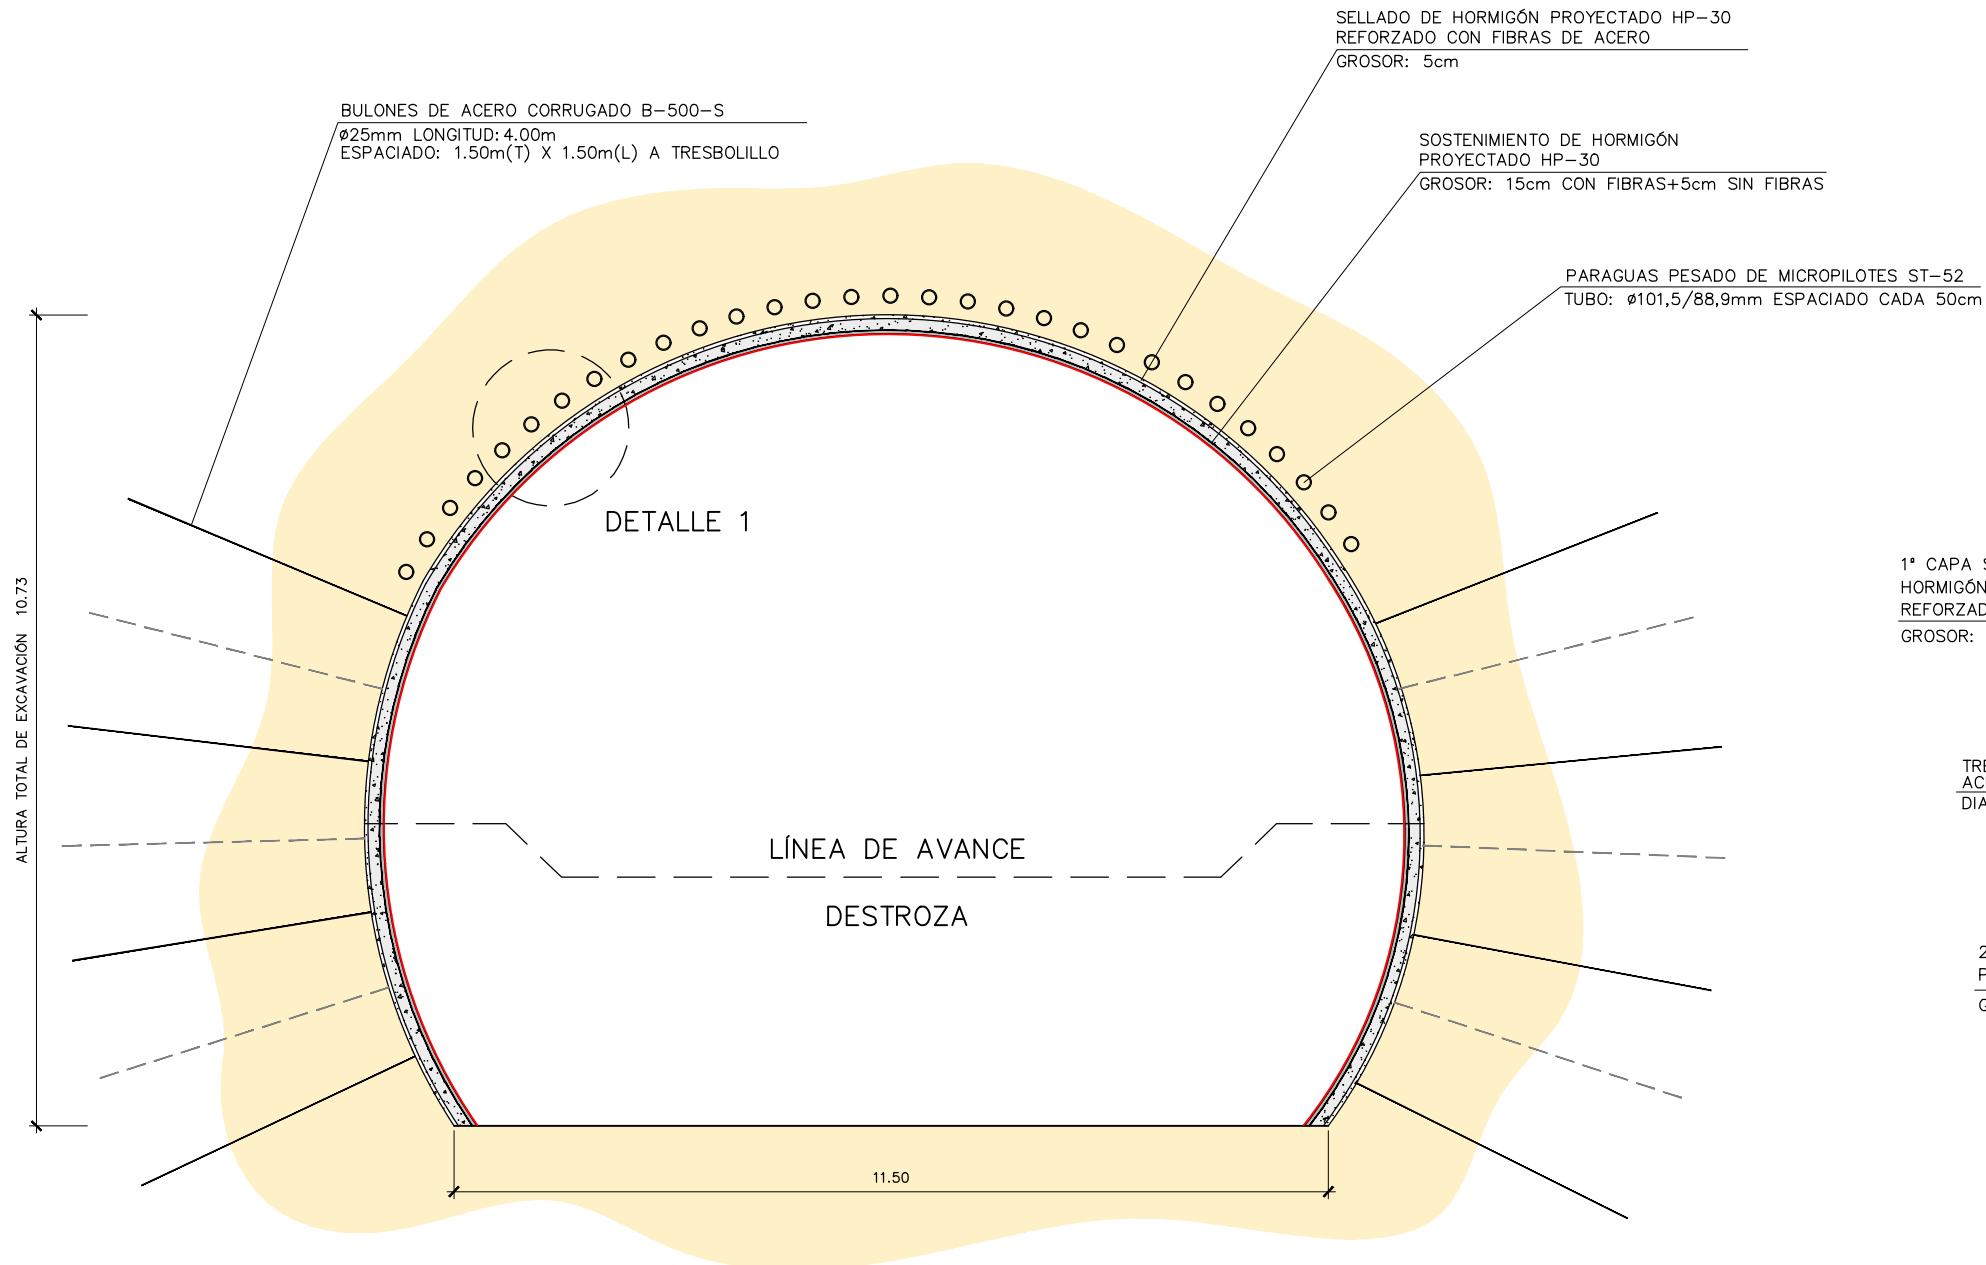 SELLADO DE HORMIGÓN PROYECTADO HP-30
REFORZADO CON FIBRAS DE ACERO
GROSOR: 5cm
BULONES DE ACERO CORRUGADO B-500-S
ø25mm LONGITUD: 4.00m
ESPACIADO: 1.50m(T) X 1.50m(L) A TRESBOLILLO
SOSTENIMIENTO DE HORMIGÓN
PROYECTADO HP-30
GROSOR: 15cm CON FIBRAS+5cm SIN FIBRAS
PARAGUAS PESADO DE MICROPILOTES ST-52
TUBO: ø101,5/88,9mm ESPACIADO CADA 50cm
DETALLE 1
ALTURA TOTAL DE EXCAVACIÓN 10.73
1ª CAPA
HORMIGÓN
GROSOR:
LÍNEA DE AVANCE
DESTROZA
11.50